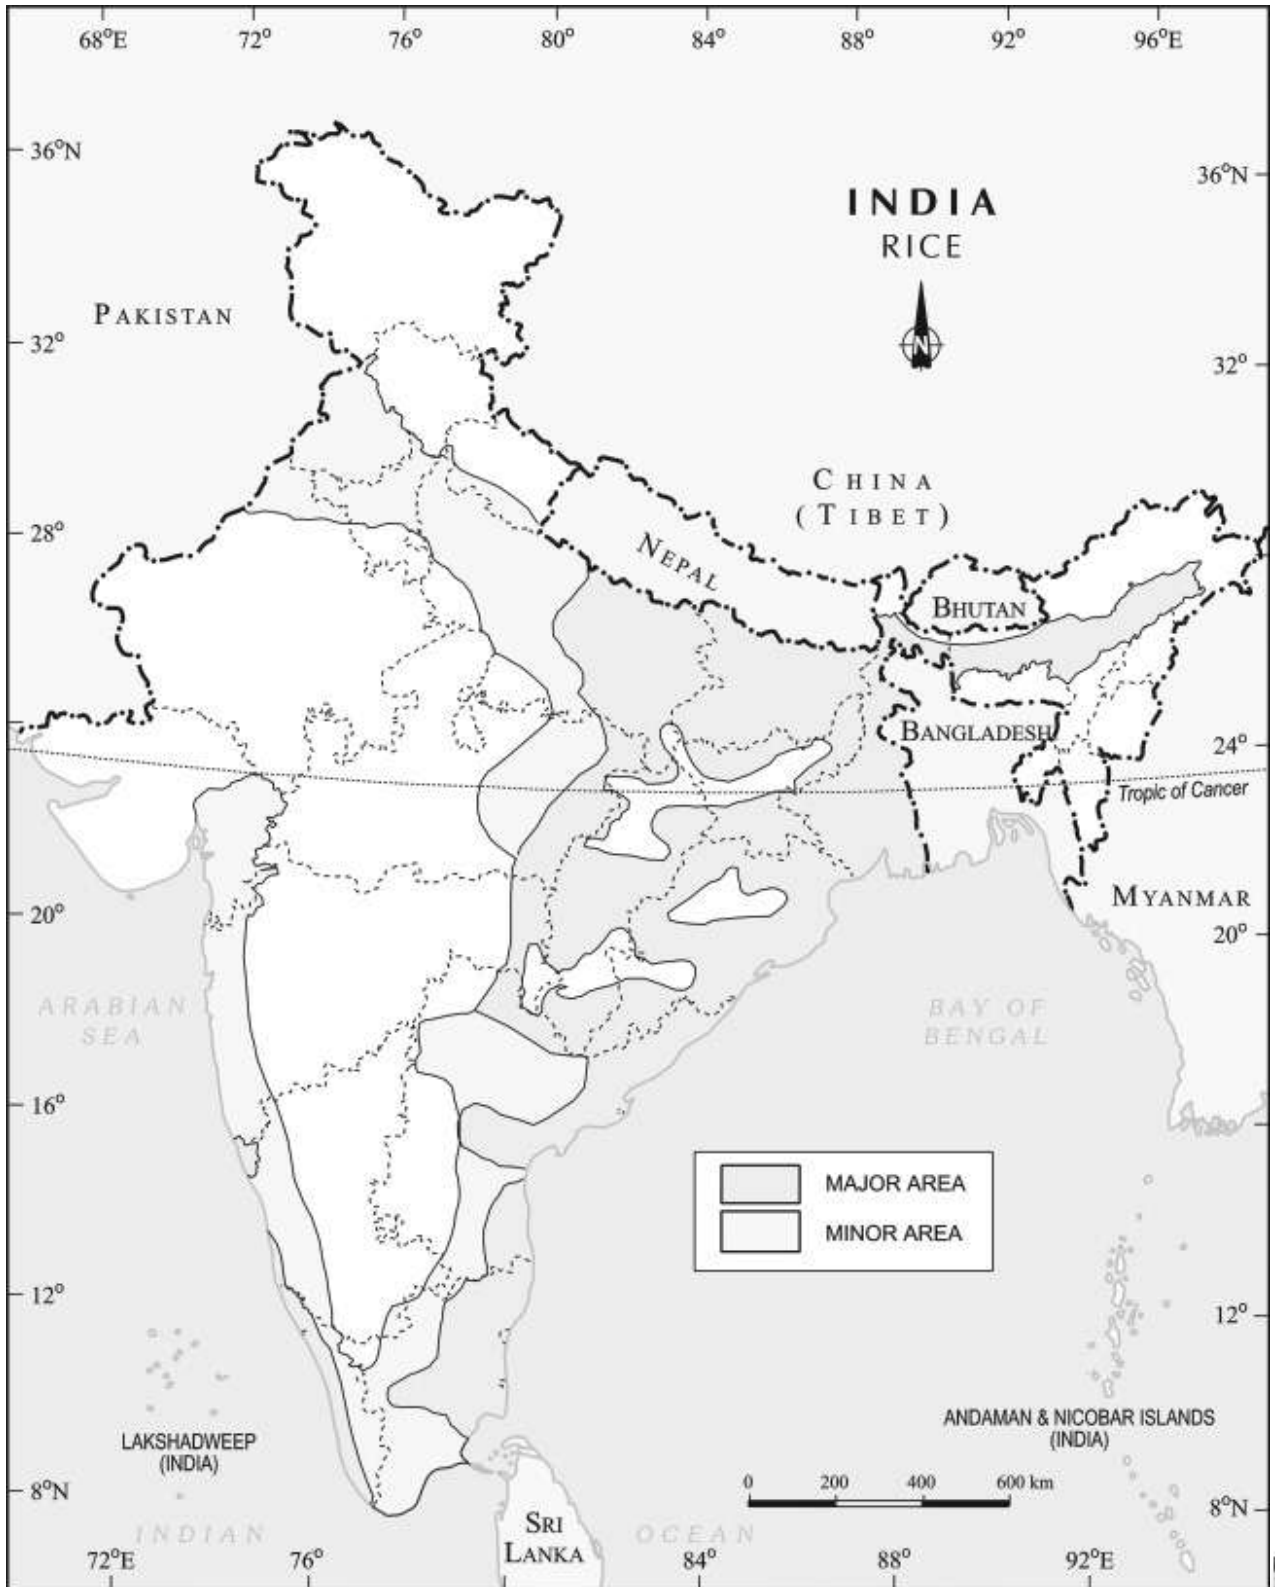 68°E 72° 76° 80° 84° 88° 92° 96°E
36°N
36°N
INDIA
RICE
N
PAKISTAN
32°
32°
CHINA
(TIBET)
28°
NEPAL
BHUTAN
BANGLADESH
24°
Tropic of Cancer
20°
MYANMAR
20°
ARABIAN
SEA
BAY OF
BENGAL
16°
MAJOR AREA
MINOR AREA
12°
12°
LAKSHADWEEP
(INDIA)
ANDAMAN & NICOBAR ISLANDS
(INDIA)
0 200 400 600 km
8°N
8°N
INDIAN OCEAN
SRI
LANKA
72°E 76° 84° 88° 92°E